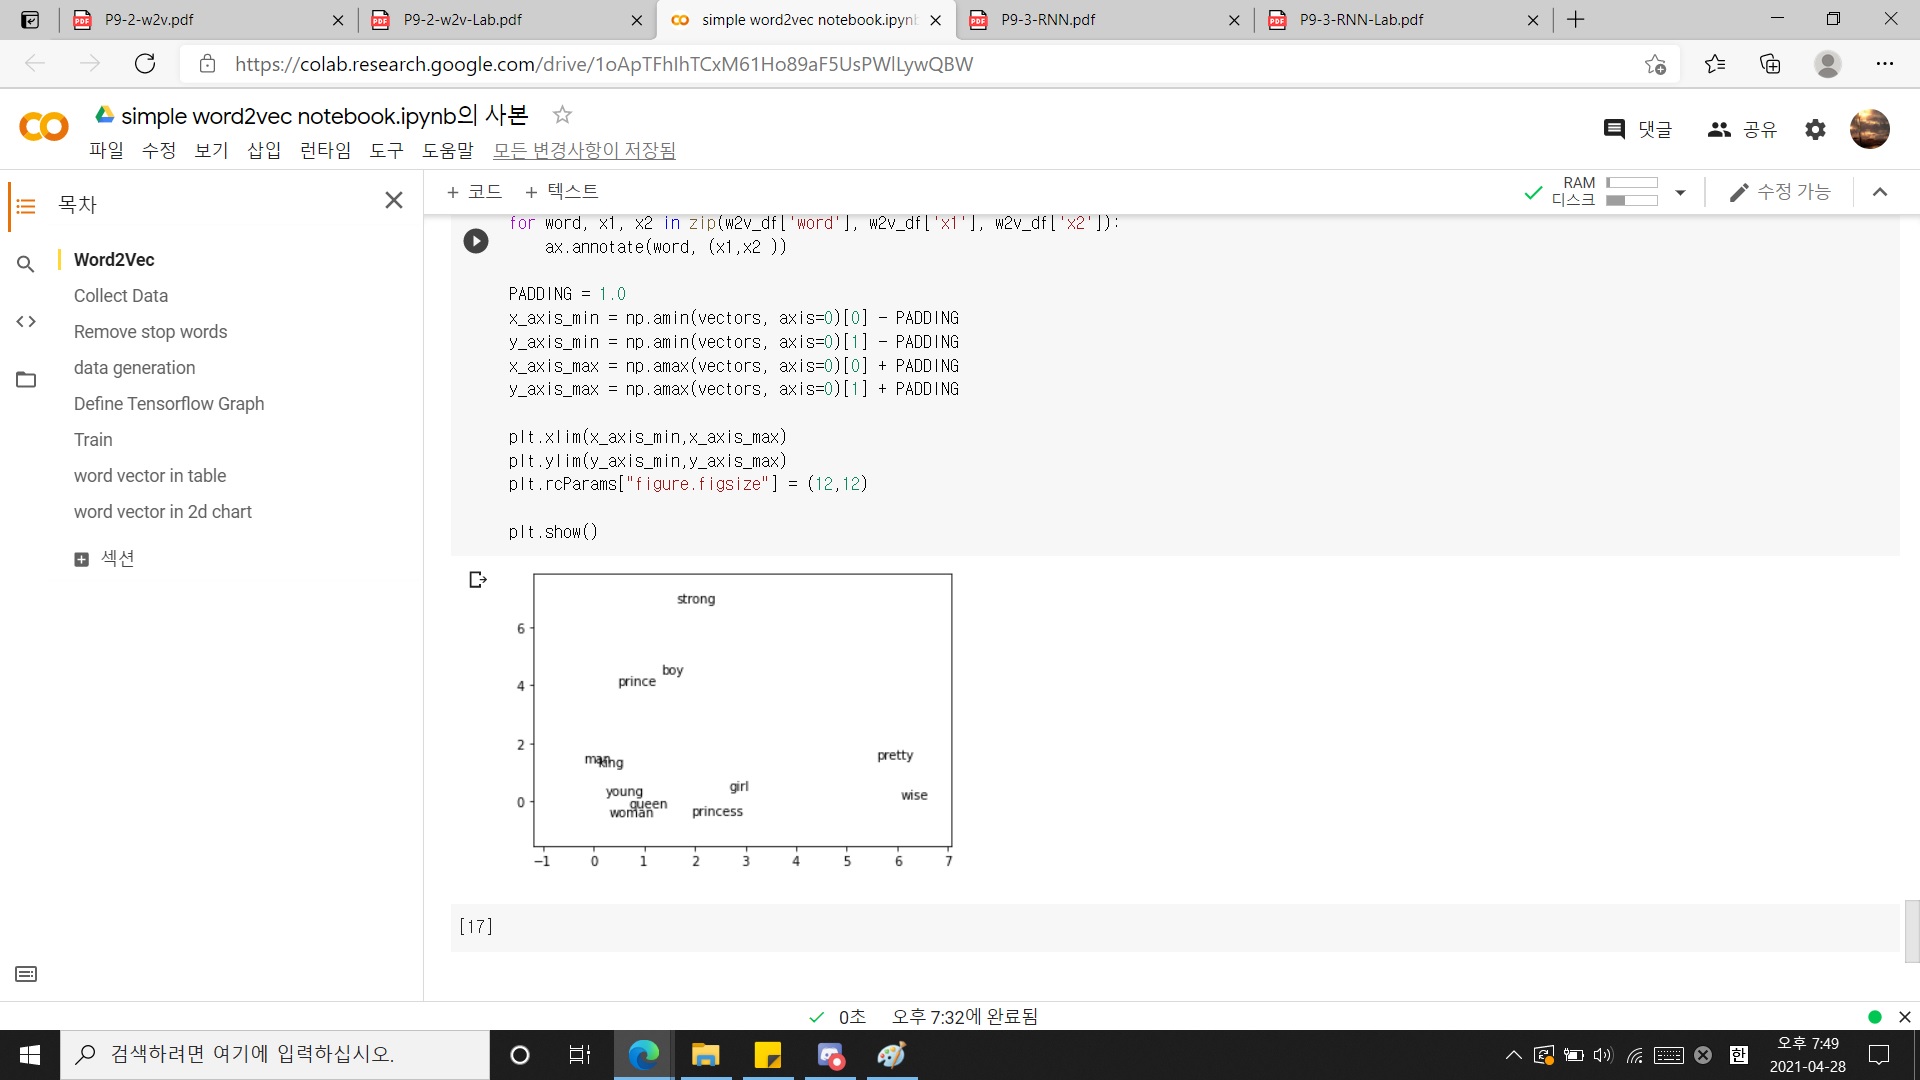 P9-2-w2v.pdf
P9-2-w2v-Lab.pdf
simple word2vec notebook.ipynb
P9-3-RNN.pdf
P9-3-RNN-Lab.pdf
https://colab.research.google.com/drive/1oApTFhIhTCxM61Ho89aF5UsPWlLywQBW
simple word2vec notebook.ipynb의 사본
댓글
공유
파일 수정 보기 삽입 런타임 도구 도움말 모든 변경사항이 저장됨
목차
+ 코드 + 텍스트
RAM
디스크
수정 가능
Word2Vec
Collect Data
Remove stop words
data generation
Define Tensorflow Graph
Train
word vector in table
word vector in 2d chart
섹션
for word, x1, x2 in zip(w2v_df['word'], w2v_df['x1'], w2v_df['x2']):
ax.annotate(word, (x1,x2 ))
PADDING = 1.0
x_axis_min = np.amin(vectors, axis=0)[0] - PADDING
y_axis_min = np.amin(vectors, axis=0)[1] - PADDING
x_axis_max = np.amax(vectors, axis=0)[0] + PADDING
y_axis_max = np.amax(vectors, axis=0)[1] + PADDING
plt.xlim(x_axis_min,x_axis_max)
plt.ylim(y_axis_min,y_axis_max)
plt.rcParams["figure.figsize"] = (12,12)
plt.show()
strong
6
boy
prince
4
2
man
king
pretty
young
girl
wise
queen
0
woman
princess
−1 0 1 2 3 4 5 6 7
[17]
0초 오후 7:32에 완료됨
검색하려면 여기에 입력하십시오.
한
오후 7:49
2021-04-28